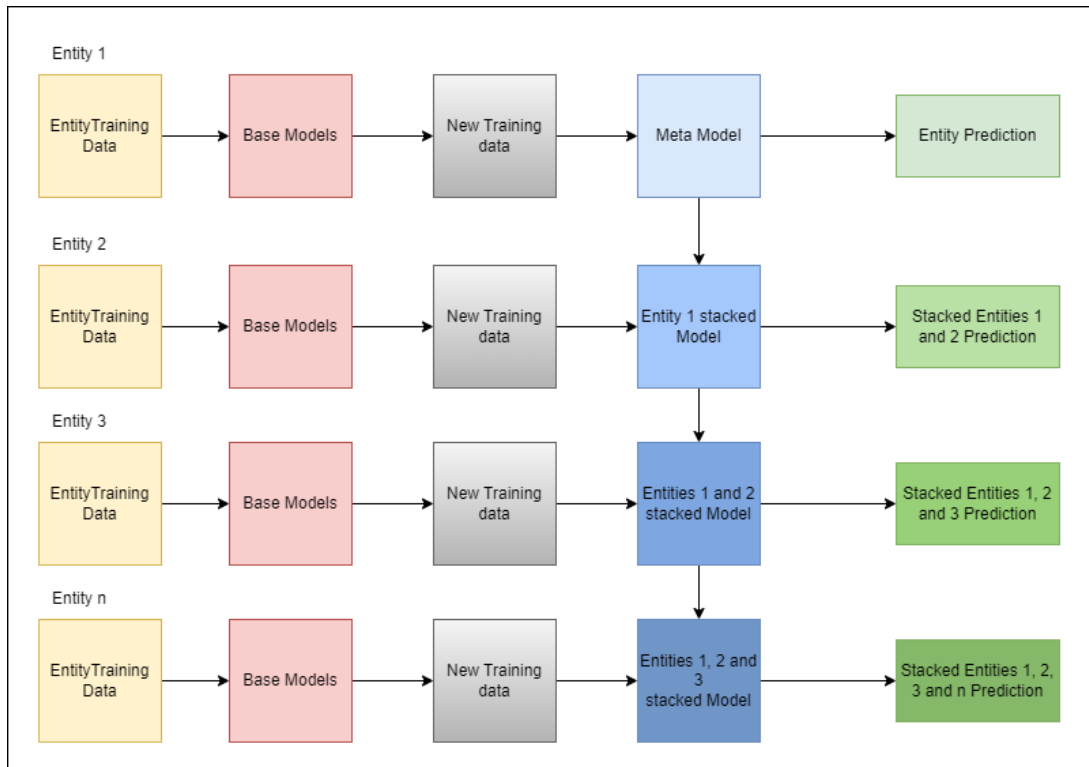 Entity 1
EntityTraining
Data
Base Models
New Training
data
Meta Model
Entity Prediction
Entity 2
EntityTraining
Data
Base Models
New Training
data
Entity 1 stacked
Model
Stacked Entities 1
and 2 Prediction
Entity 3
EntityTraining
Data
Base Models
New Training
data
Entities 1 and 2
stacked Model
Stacked Entities 1, 2
and 3 Prediction
Entity n
EntityTraining
Data
Base Models
New Training
data
Entities 1, 2 and
3
stacked Model
Stacked Entities 1, 2,
3 and n Prediction